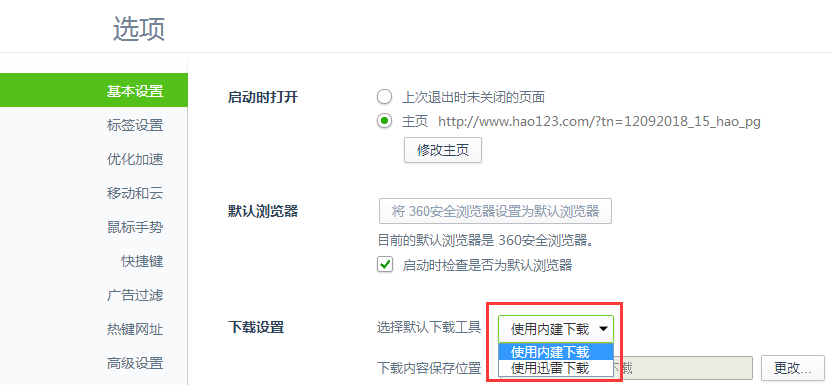 选项
基本设置
标签设置
优化加速
移动和云
鼠标手势
快捷键
广告过滤
热键网址
高级设置
启动时打开
上次退出时未关闭的页面
主页 http://www.hao123.com/?tn=12092018_15_hao_pg
修改主页
默认浏览器
将 360安全浏览器设置为默认浏览器
目前的默认浏览器是 360安全浏览器。
启动时检查是否为默认浏览器
下载设置
选择默认下载工具 使用内建下载
使用内建下载
使用迅雷下载
下载内容保存位置 下载 更改...